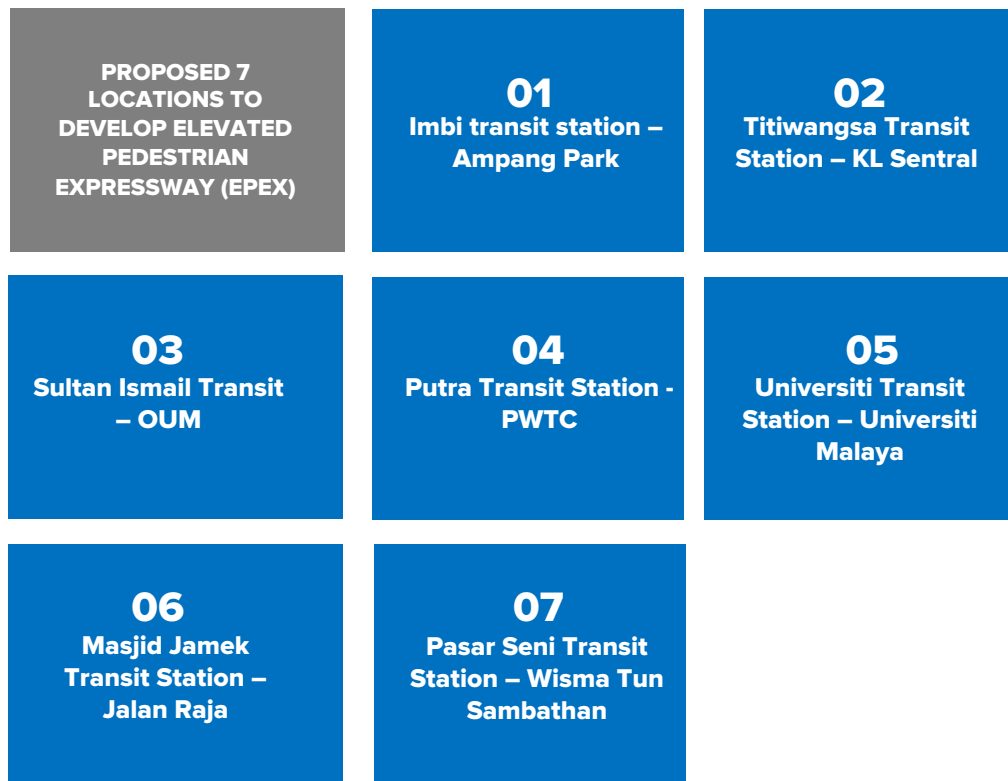 PROPOSED 7
LOCATIONS TO
DEVELOP ELEVATED
PEDESTRIAN
EXPRESSWAY (EPEX)
01
Imbi transit station –
Ampang Park
02
Titiwangsa Transit
Station – KL Sentral
03
Sultan Ismail Transit
– OUM
04
Putra Transit Station -
PWTC
05
Universiti Transit
Station – Universiti
Malaya
06
Masjid Jamek
Transit Station –
Jalan Raja
07
Pasar Seni Transit
Station – Wisma Tun
Sambathan